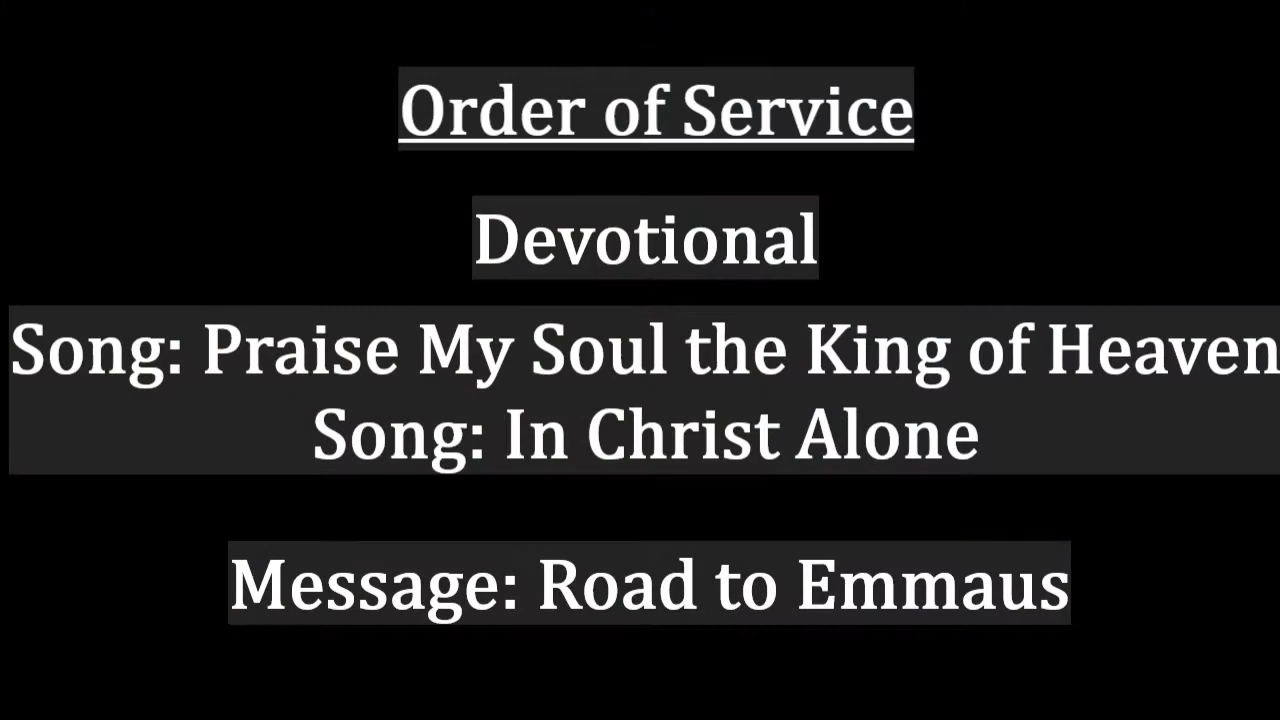 Order of Service
Devotional
Song: Praise My Soul the King of Heaven
Song: In Christ Alone
Message: Road to Emmaus